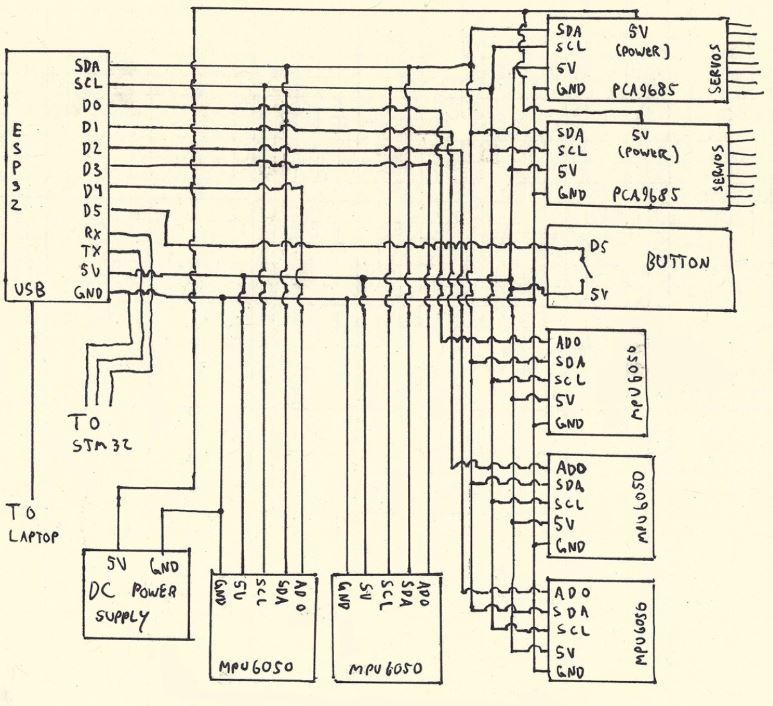 ESP32
SDA
SCL
D0
D1
D2
D3
D4
D5
RX
TX
5V
GND
USB
TO
STM32
TO
LAPTOP
5V GND
DC POWER
SUPPLY
GND 5V SCL SDA ADO
MPU6050
GND 5V SCL SDA ADO
MPU6050
SDA
SCL
5V
GND
5V
(POWER)
PCA9685
SERVOS
SDA
SCL
5V
GND
5V
(POWER)
PCA9685
SERVOS
D5
5V
BUTTON
ADO
SDA
SCL
5V
GND
MPU6050
ADO
SDA
SCL
5V
GND
MPU6050
ADO
SDA
SCL
5V
GND
MPU6050